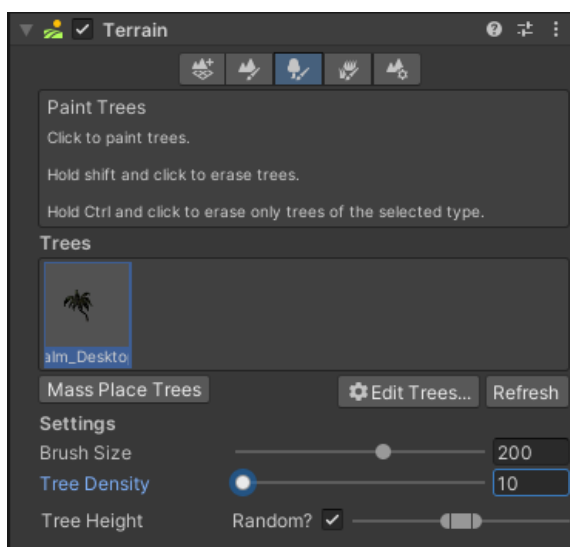 Terrain
Paint Trees
Click to paint trees.
Hold shift and click to erase trees.
Hold Ctrl and click to erase only trees of the selected type.
Trees
alm_Deskto
Mass Place Trees
Edit Trees...
Refresh
Settings
Brush Size
200
Tree Density
10
Tree Height
Random?